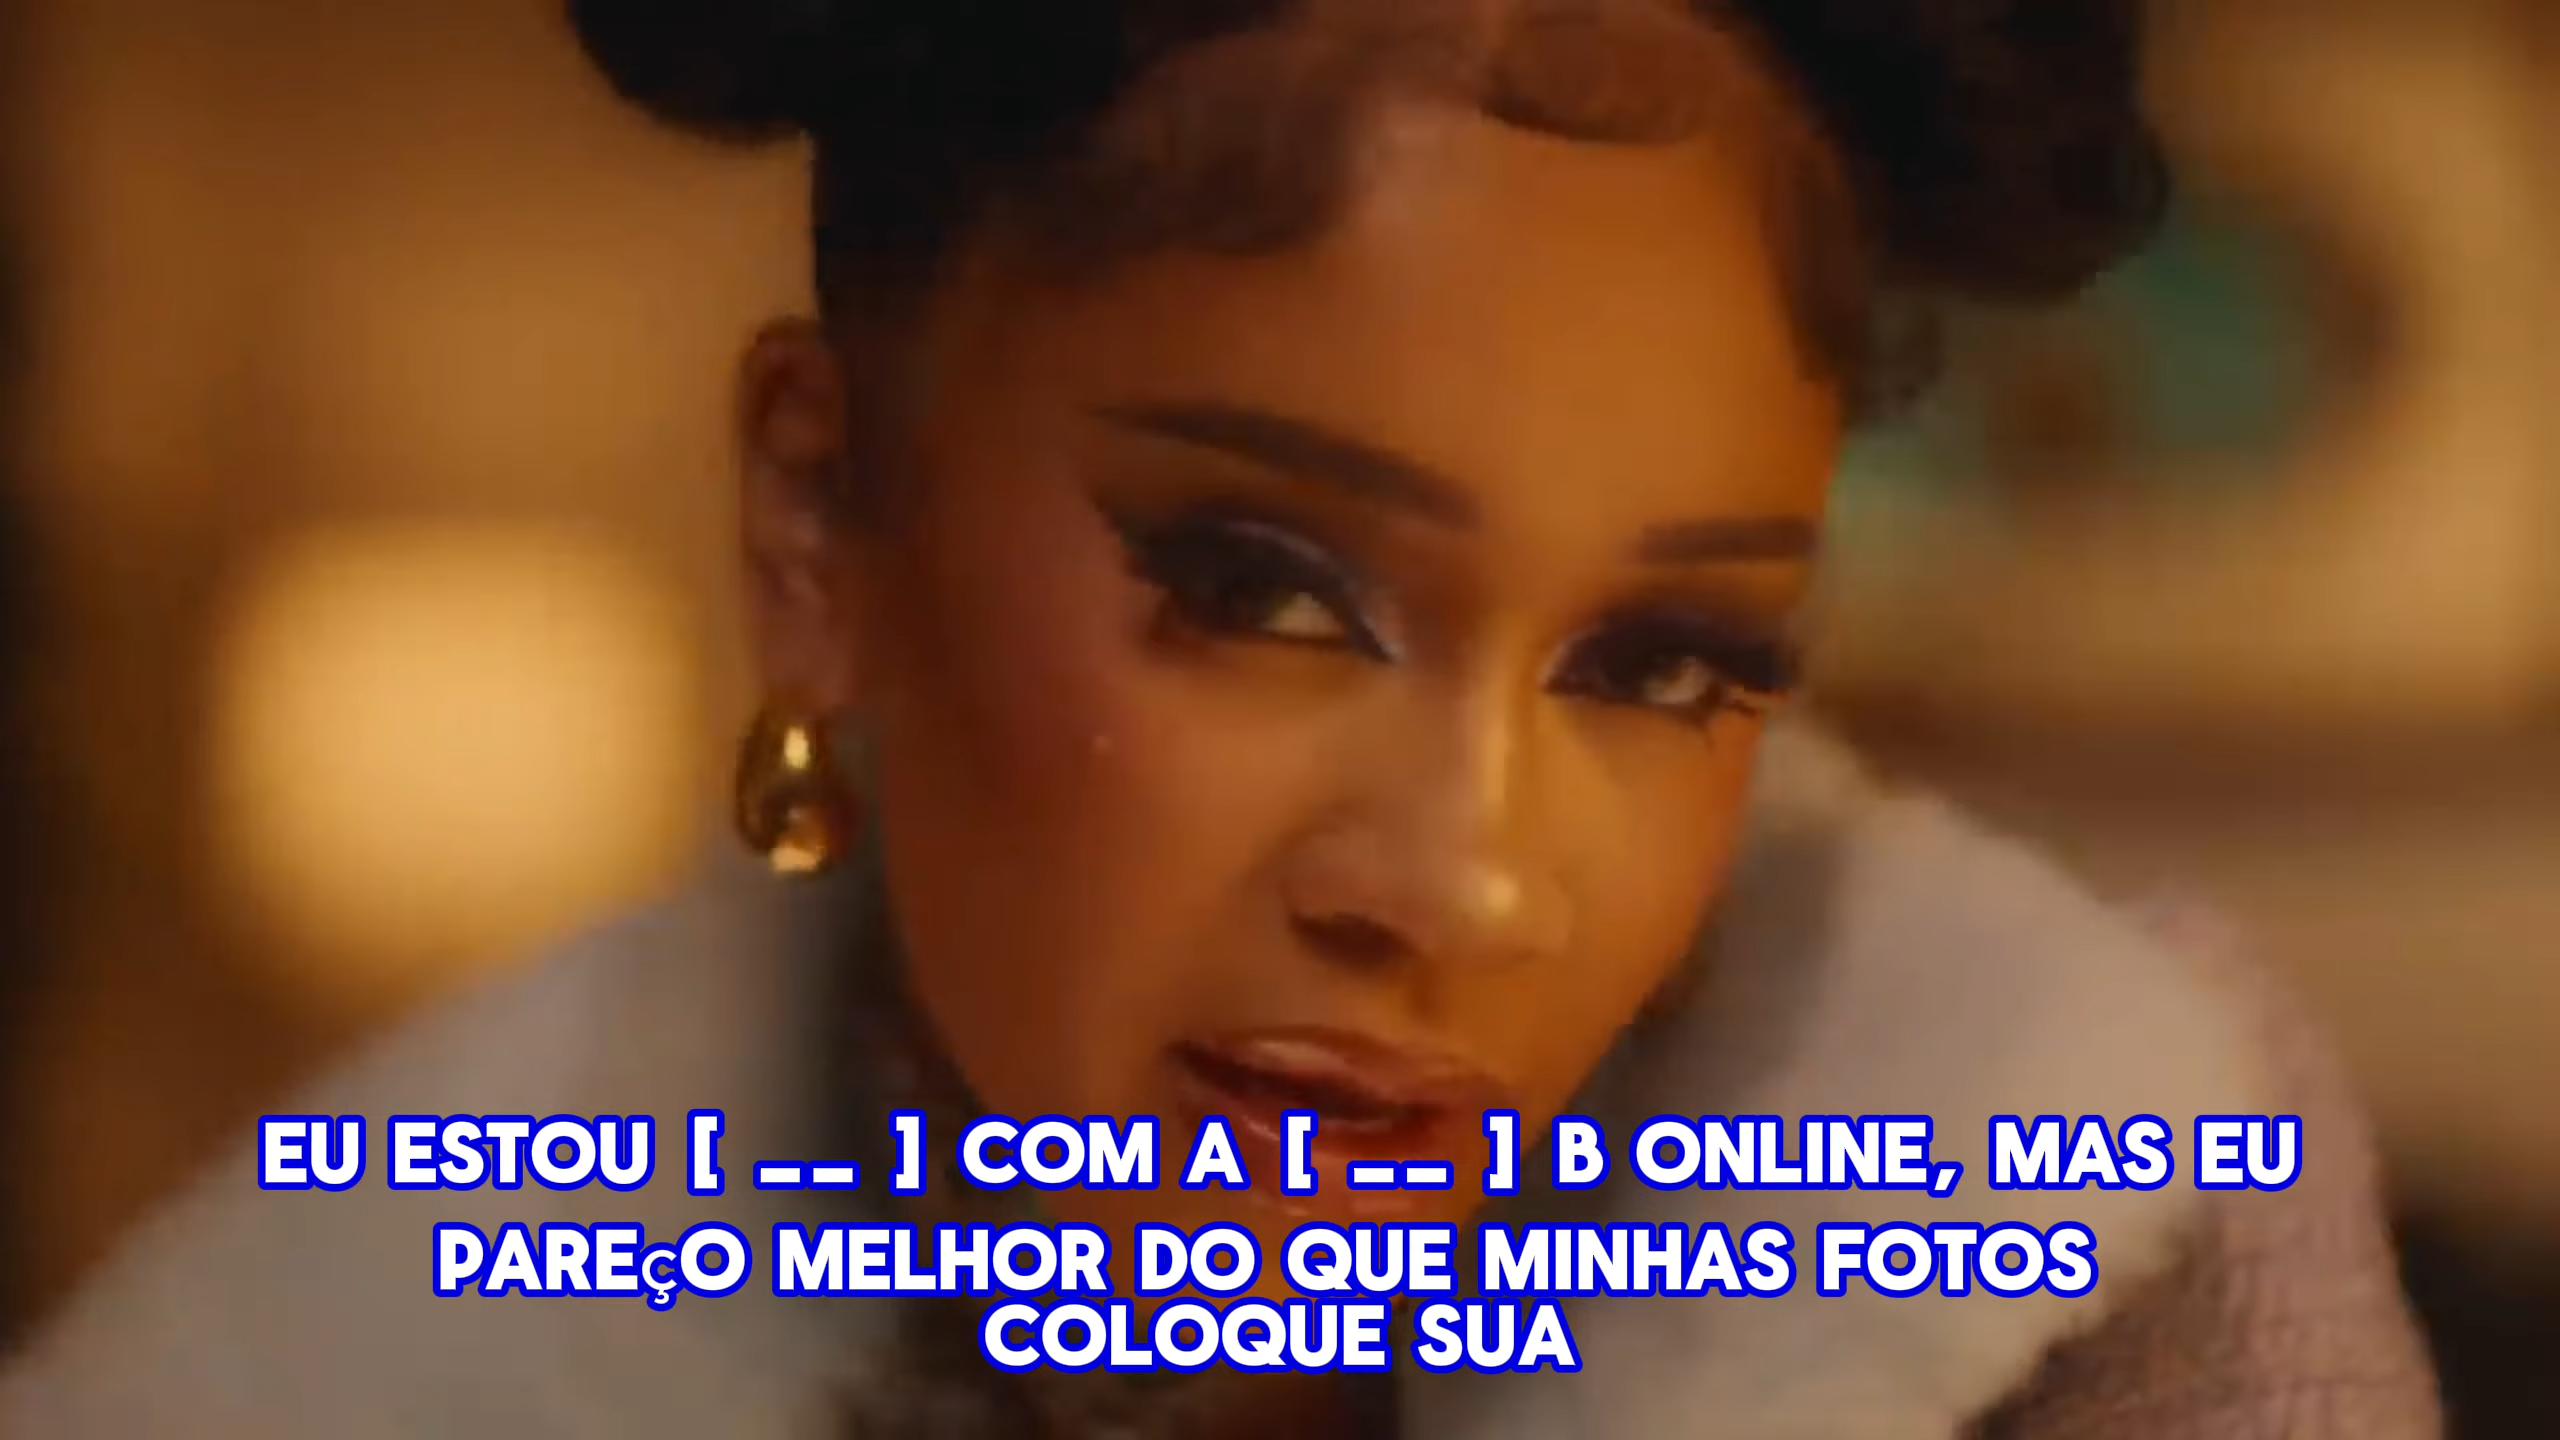 EU ESTOU [ __ ] COM A [ __ ] B ONLINE, MAS EU
PAREçO MELHOR DO QUE MINHAS FOTOS
COLOQUE SUA